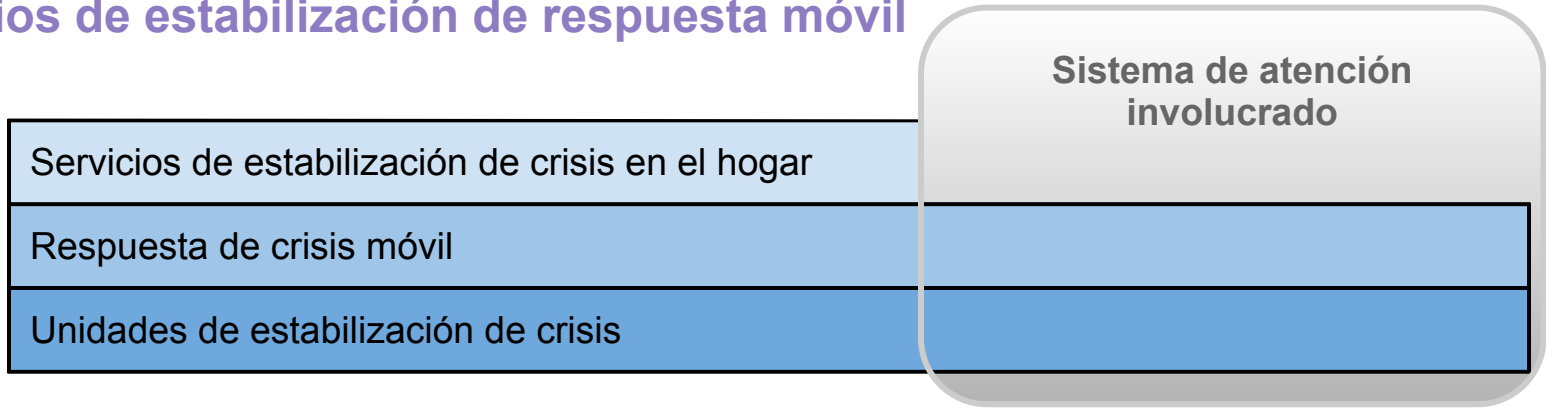 de estabilización de respuesta móvil
Sistema de atención
involucrado
Servicios de estabilización de crisis en el hogar
Respuesta de crisis móvil
Unidades de estabilización de crisis